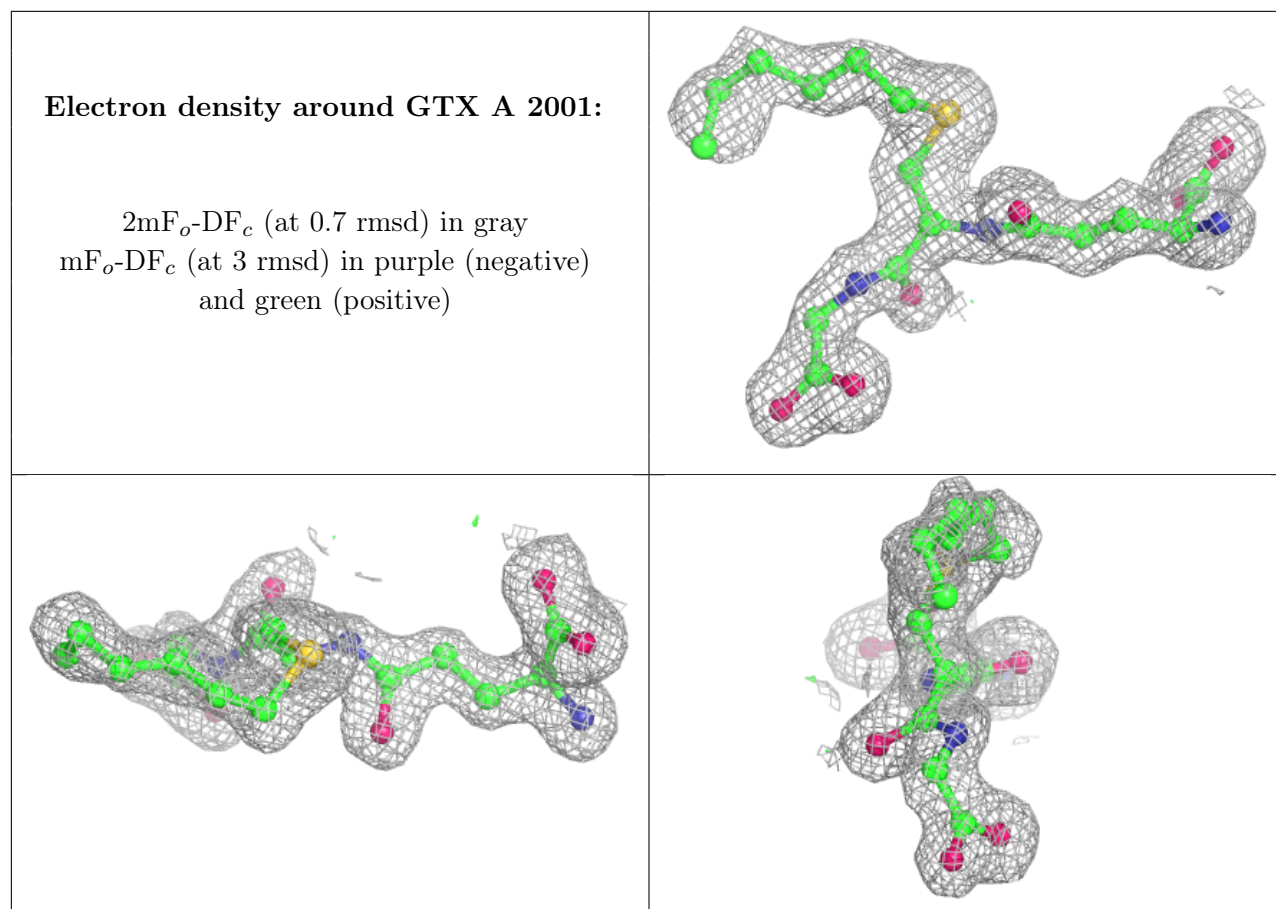 Electron density around GTX A 2001:
2mFₒ-DF𝒸 (at 0.7 rmsd) in gray
mFₒ-DF𝒸 (at 3 rmsd) in purple (negative)
and green (positive)